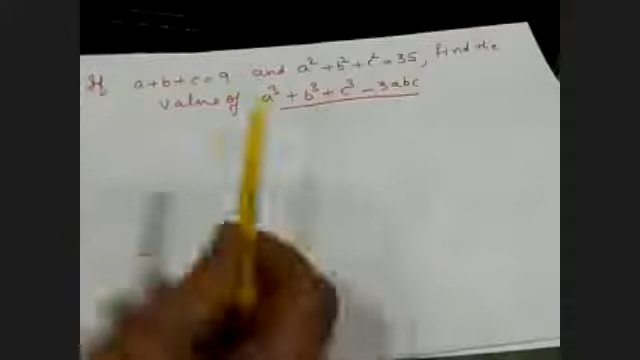 If a+b+c=9 and a²+b²+c²=35, Find the
value of a³+b³+c³-3abc